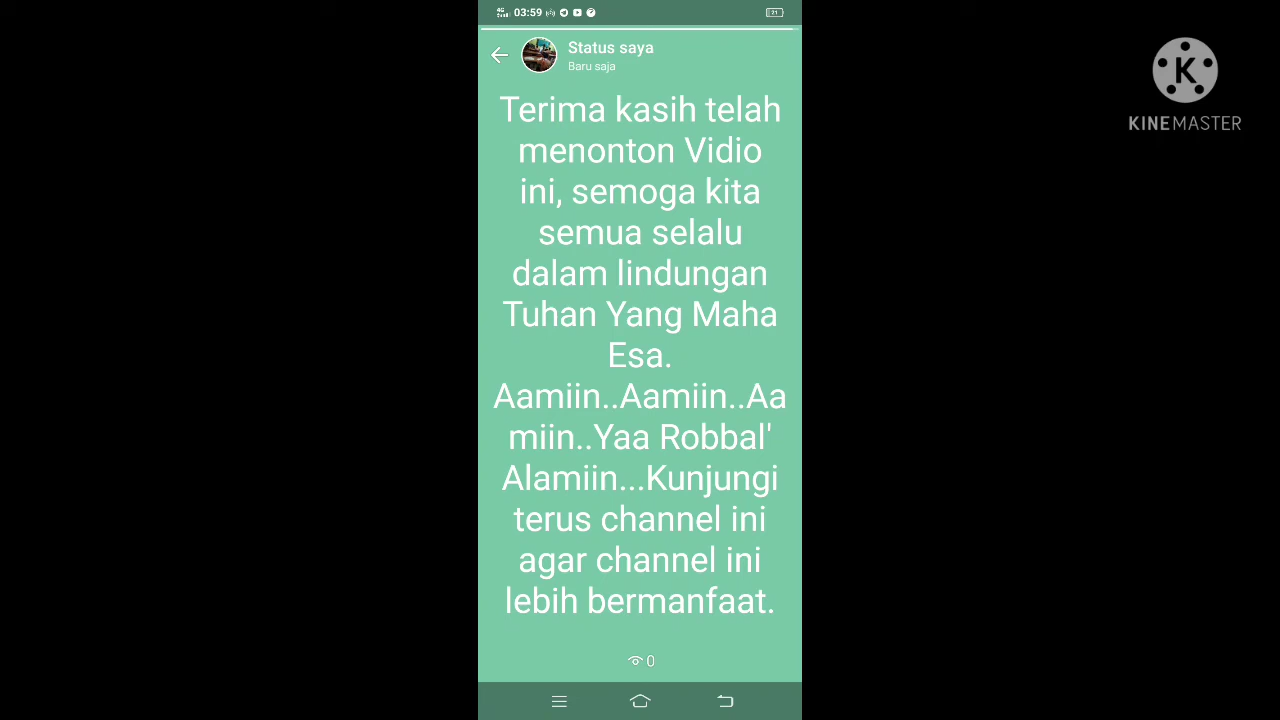 4G 03:59 21
Status saya
Baru saja
Terima kasih telah
menonton Vidio
ini, semoga kita
semua selalu
dalam lindungan
Tuhan Yang Maha
Esa.
Aamiin..Aamiin..Aa
miin..Yaa Robbal'
Alamiin...Kunjungi
terus channel ini
agar channel ini
lebih bermanfaat.
0
K
KINEMASTER